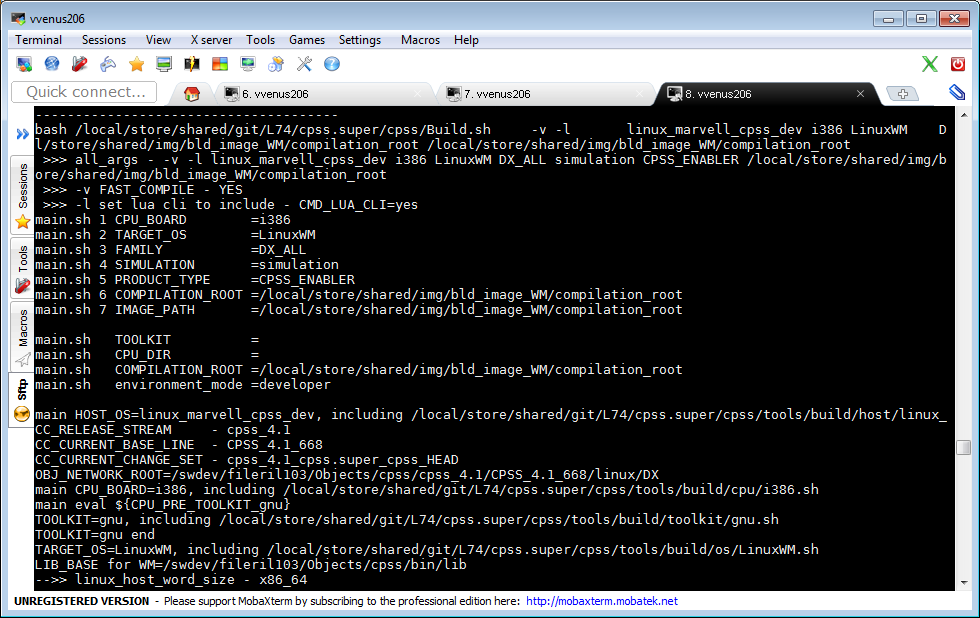 vvenus206
Terminal Sessions View X server Tools Games Settings Macros Help
Quick connect... 6. vvenus206 7. vvenus206 8. vvenus206
Sessions
Tools
Macros
Sftp
--------------------------------------
bash /local/store/shared/git/L74/cpss.super/cpss/Build.sh     -v -l       linux_marvell_cpss_dev i386 LinuxWM    D
l/store/shared/img/bld_image_WM/compilation_root /local/store/shared/img/bld_image_WM/compilation_root
 >>> all_args - -v -l linux_marvell_cpss_dev i386 LinuxWM DX_ALL simulation CPSS_ENABLER /local/store/shared/img/b
ore/shared/img/bld_image_WM/compilation_root
 >>> -v FAST_COMPILE - YES
 >>> -l set lua cli to include - CMD_LUA_CLI=yes
main.sh 1 CPU_BOARD        =i386
main.sh 2 TARGET_OS        =LinuxWM
main.sh 3 FAMILY           =DX_ALL
main.sh 4 SIMULATION       =simulation
main.sh 5 PRODUCT_TYPE     =CPSS_ENABLER
main.sh 6 COMPILATION_ROOT =/local/store/shared/img/bld_image_WM/compilation_root
main.sh 7 IMAGE_PATH       =/local/store/shared/img/bld_image_WM/compilation_root
main.sh   TOOLKIT          =
main.sh   CPU_DIR          =
main.sh   COMPILATION_ROOT =/local/store/shared/img/bld_image_WM/compilation_root
main.sh   environment_mode =developer
main HOST_OS=linux_marvell_cpss_dev, including /local/store/shared/git/L74/cpss.super/cpss/tools/build/host/linux_
CC_RELEASE_STREAM     - cpss_4.1
CC_CURRENT_BASE_LINE  - CPSS_4.1_668
CC_CURRENT_CHANGE_SET - cpss_4.1_cpss.super_cpss_HEAD
OBJ_NETWORK_ROOT=/swdev/fileril103/Objects/cpss/cpss_4.1/CPSS_4.1_668/linux/DX
main CPU_BOARD=i386, including /local/store/shared/git/L74/cpss.super/cpss/tools/build/cpu/i386.sh
main eval ${CPU_PRE_TOOLKIT_gnu}
TOOLKIT=gnu, including /local/store/shared/git/L74/cpss.super/cpss/tools/build/toolkit/gnu.sh
TOOLKIT=gnu end
TARGET_OS=LinuxWM, including /local/store/shared/git/L74/cpss.super/cpss/tools/build/os/LinuxWM.sh
LIB_BASE for WM=/swdev/fileril103/Objects/cpss/bin/lib
-->> linux_host_word_size - x86_64
UNREGISTERED VERSION - Please support MobaXterm by subscribing to the professional edition here: http://mobaxterm.mobatek.net